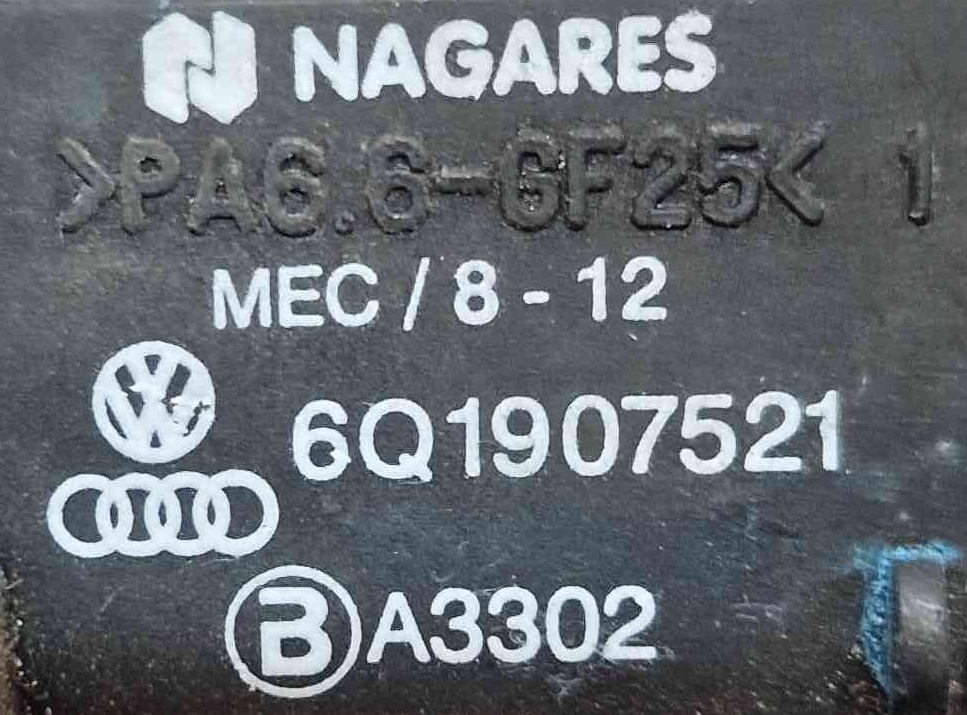 NAGARES
>PA6.6-GF25< 1
MEC / 8 - 12
6Q1907521
B A3302